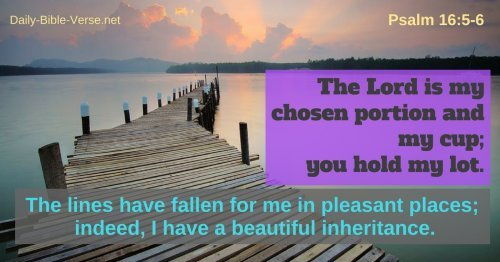 Daily-Bible-Verse.net
Psalm 16:5-6
The Lord is my
chosen portion and
my cup;
you hold my lot.
The lines have fallen for me in pleasant places;
indeed, I have a beautiful inheritance.